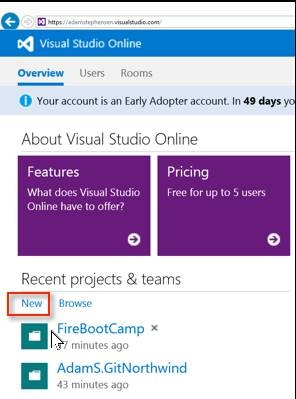 https://adamstephensen.visualstudio.com/
Visual Studio Online
Overview Users Rooms
Your account is an Early Adopter account. In 49 days yo
About Visual Studio Online
Features
What does Visual Studio
Online have to offer?
Pricing
Free for up to 5 users
Recent projects & teams
New Browse
FireBootCamp
7 minutes ago
AdamS.GitNorthwind
43 minutes ago